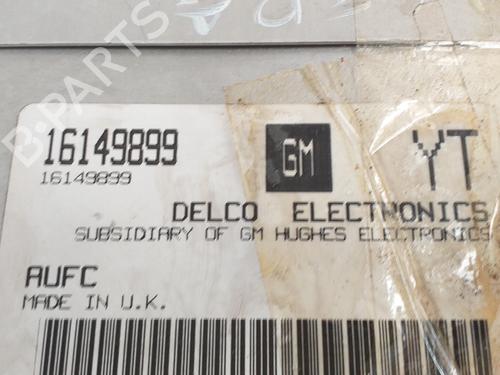 B-PARTS
16149899
16149899
GM
YT
DELCO ELECTRONICS
SUBSIDIARY OF GM HUGHES ELECTRONICS
AUFC
MADE IN U.K.